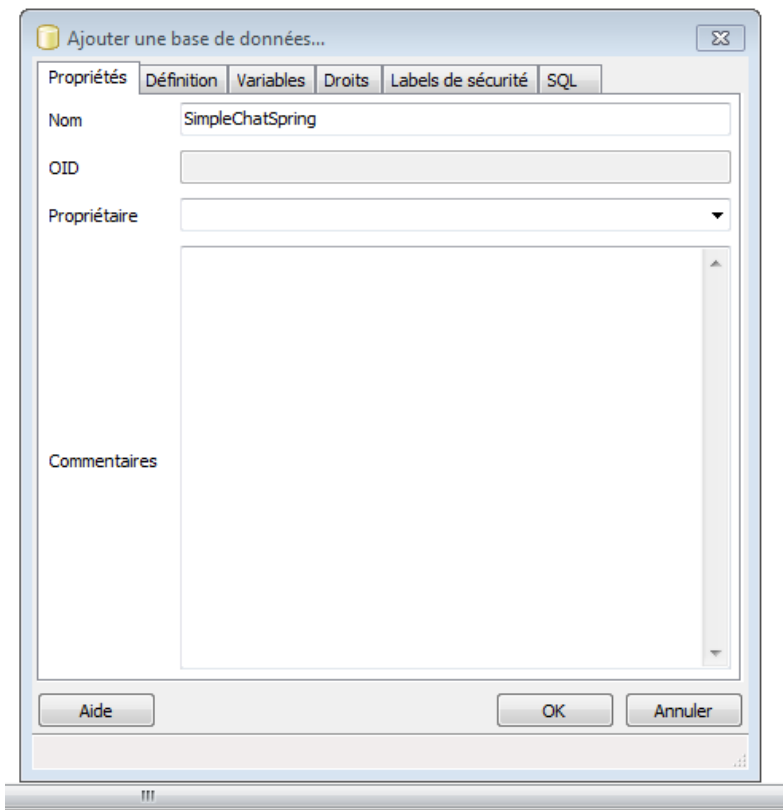 Ajouter une base de données...
Propriétés Définition Variables Droits Labels de sécurité SQL
Nom SimpleChatSpring
OID
Propriétaire
Commentaires
Aide OK Annuler